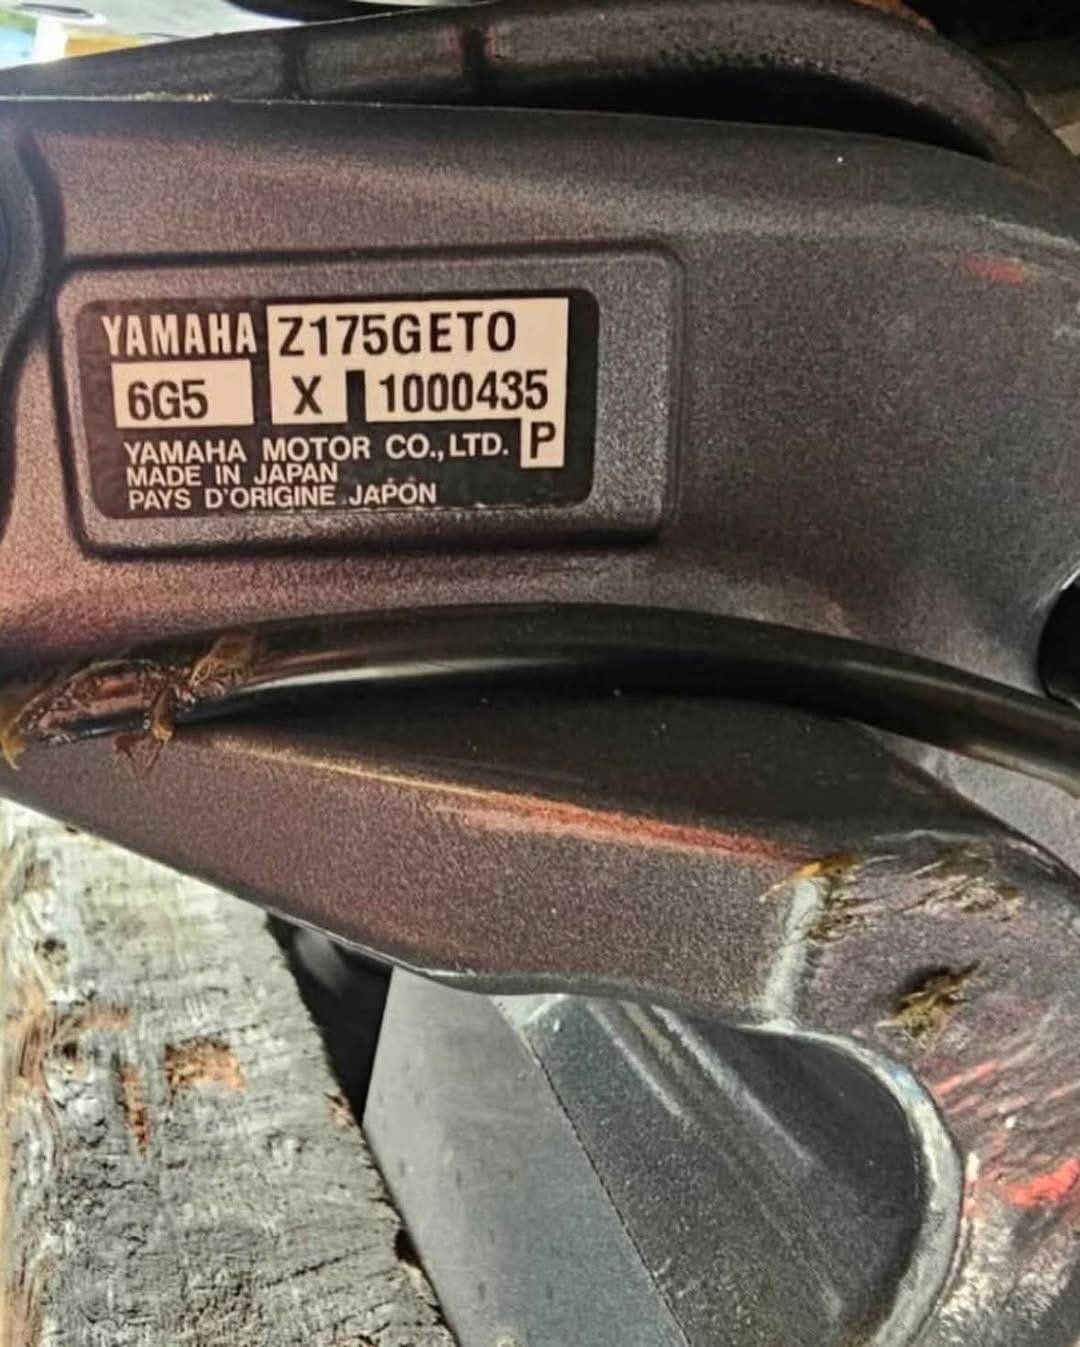 YAMAHA Z175GETO
6G5 X 1000435
YAMAHA MOTOR CO.,LTD. P
MADE IN JAPAN
PAYS D'ORIGINE JAPON